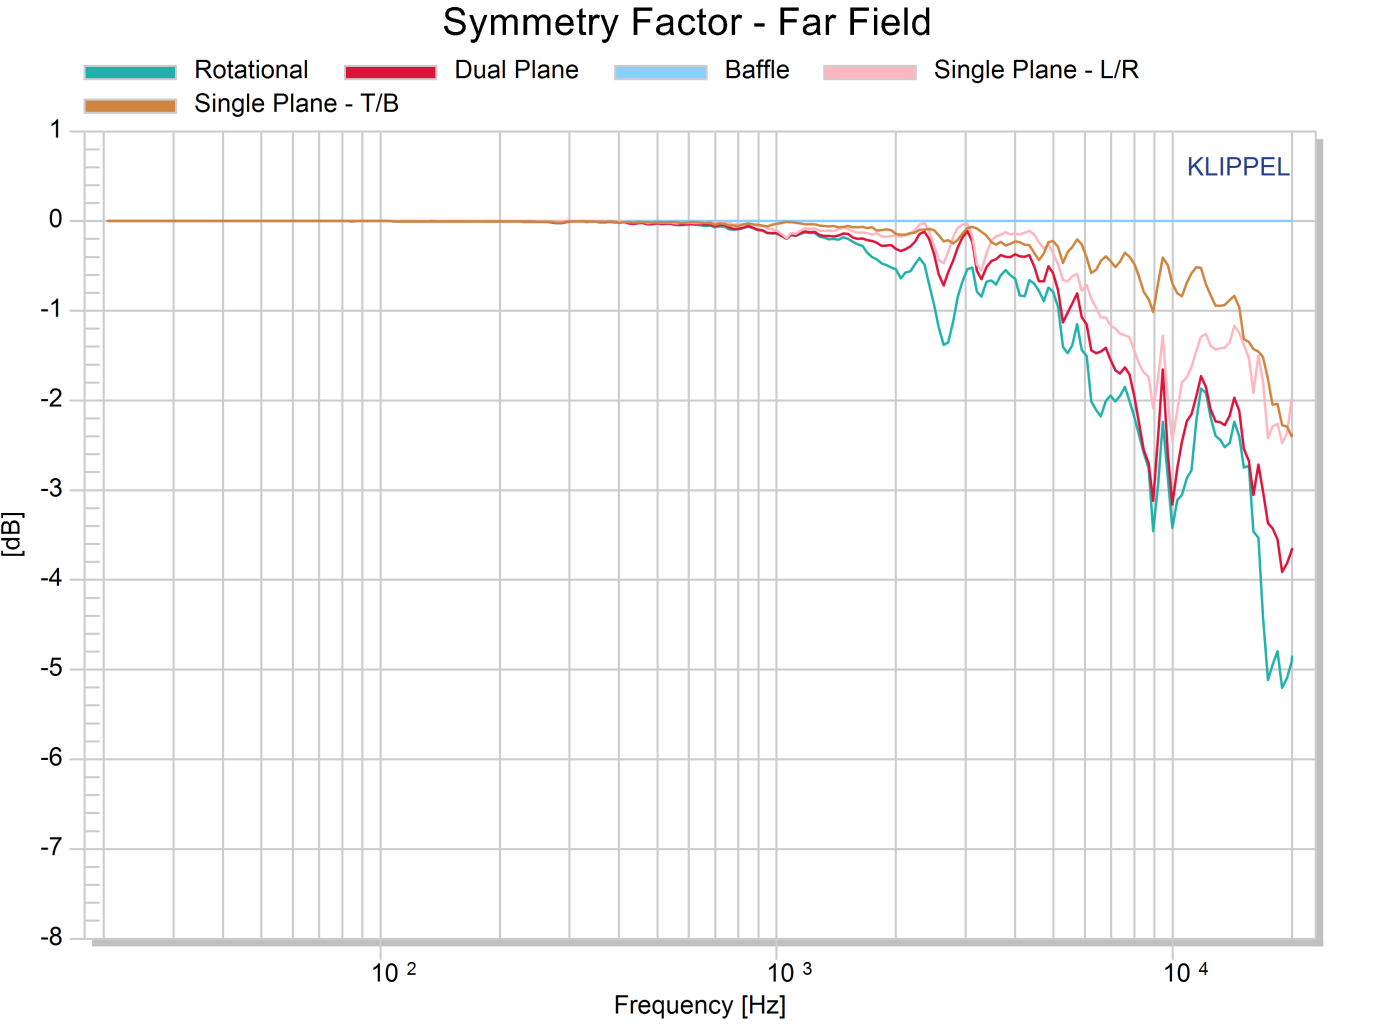 Symmetry Factor - Far Field
Rotational Dual Plane Baffle Single Plane - L/R
Single Plane - T/B
KLIPPEL
1
0
-1
-2
-3
-4
-5
-6
-7
-8
[dB]
10 2 10 3 10 4
Frequency [Hz]